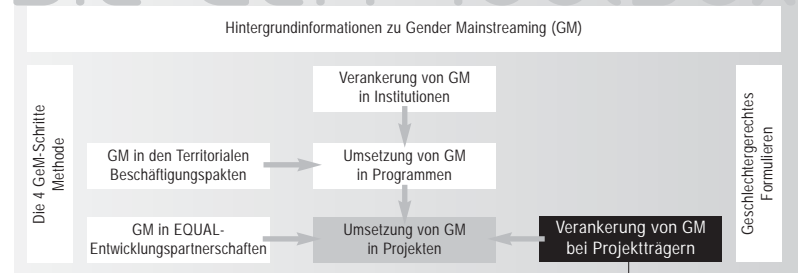 Hintergrundinformationen zu Gender Mainstreaming (GM)
Die 4 GeM-Schritte
Methode
Verankerung von GM
in Institutionen
GM in den Territorialen
Beschäftigungspakten
Umsetzung von GM
in Programmen
GM in EQUAL-
Entwicklungspartnerschaften
Umsetzung von GM
in Projekten
Verankerung von GM
bei Projektträgern
Geschlechtergerechtes
Formulieren